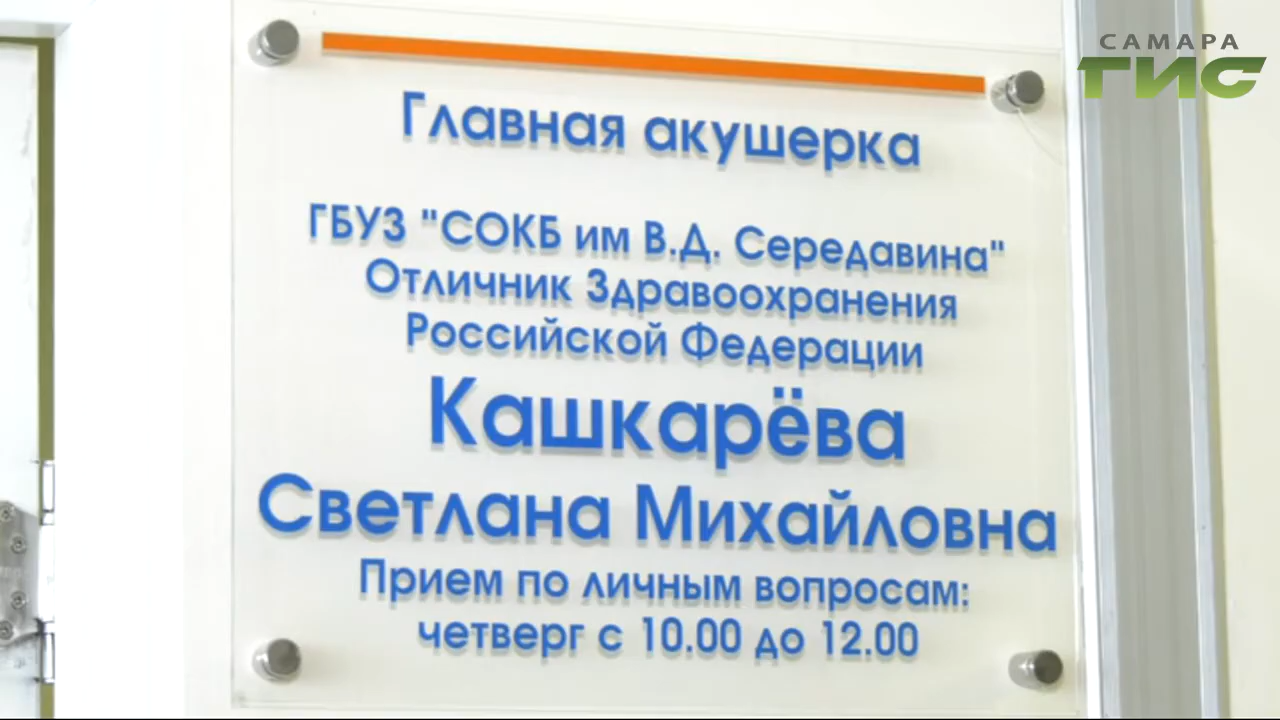 САМАРА
ГИС
Главная акушерка
ГБУЗ "СОКБ им В.Д. Середавина"
Отличник Здравоохранения
Российской Федерации
Кашкарёва
Светлана Михайловна
Прием по личным вопросам:
четверг с 10.00 до 12.00